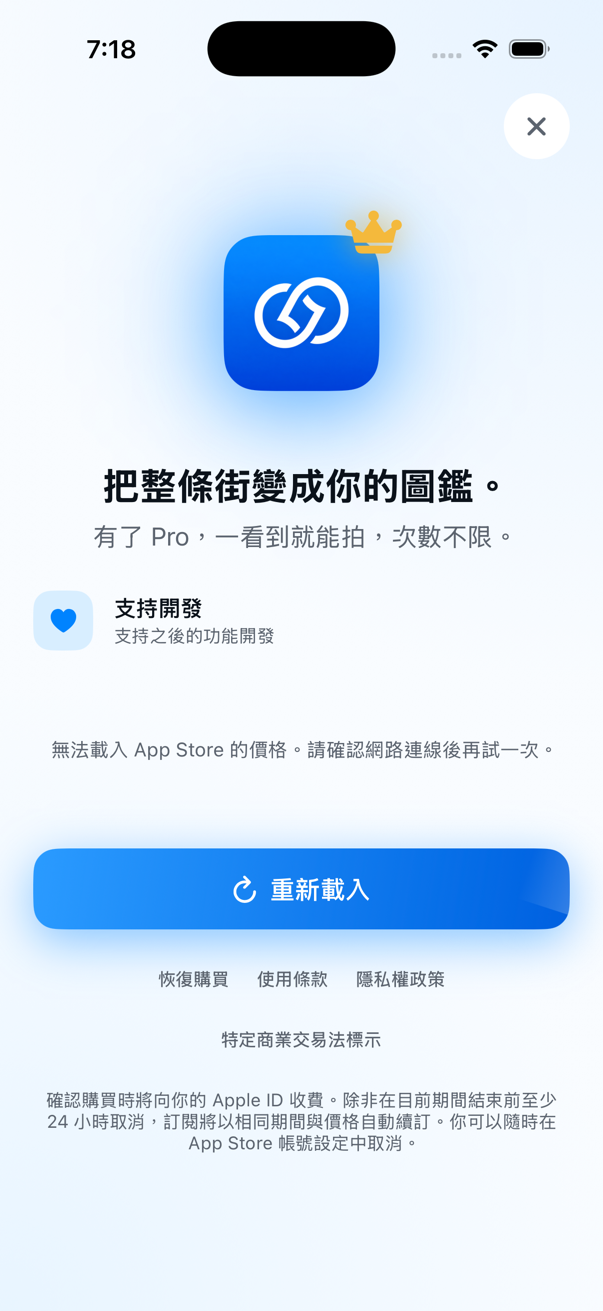 7:18
把整條街變成你的圖鑑。
有了 Pro，一看到就能拍，次數不限。
支持開發
支持之後的功能開發
無法載入 App Store 的價格。請確認網路連線後再試一次。
重新載入
恢復購買 使用條款 隱私權政策
特定商業交易法標示
確認購買時將向你的 Apple ID 收費。除非在目前期間結束前至少
24 小時取消，訂閱將以相同期間與價格自動續訂。你可以隨時在
App Store 帳號設定中取消。